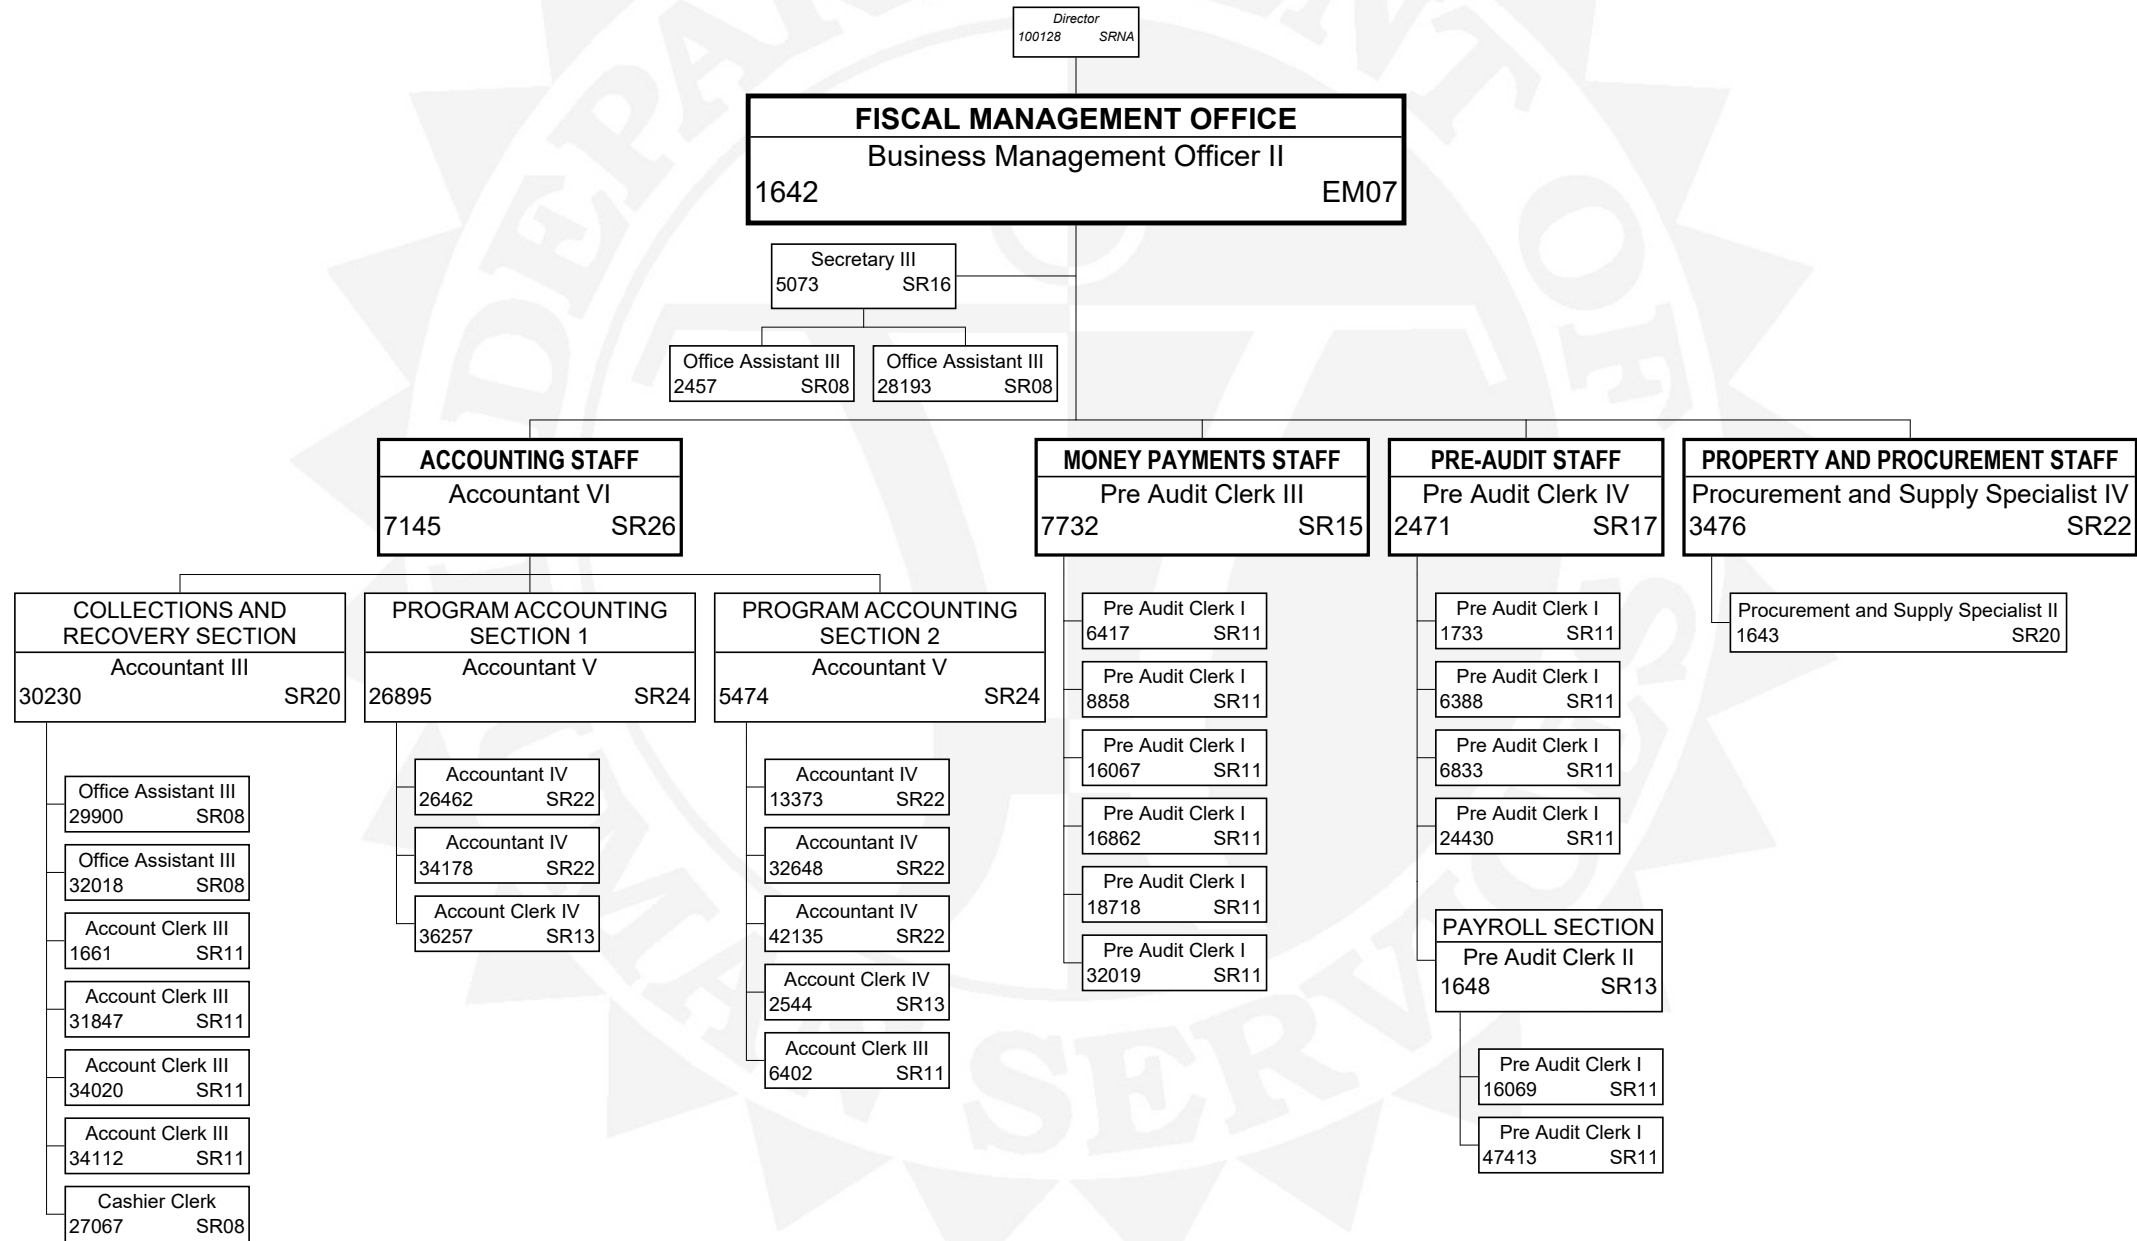 Director
100128 SRNA
FISCAL MANAGEMENT OFFICE
Business Management Officer II
1642 EM07
Secretary III
5073 SR16
Office Assistant III
2457 SR08
Office Assistant III
28193 SR08
ACCOUNTING STAFF
Accountant VI
7145 SR26
COLLECTIONS AND
RECOVERY SECTION
Accountant III
30230 SR20
Office Assistant III
29900 SR08
Office Assistant III
32018 SR08
Account Clerk III
1661 SR11
Account Clerk III
31847 SR11
Account Clerk III
34020 SR11
Account Clerk III
34112 SR11
Cashier Clerk
27067 SR08
PROGRAM ACCOUNTING
SECTION 1
Accountant V
26895 SR24
Accountant IV
26462 SR22
Accountant IV
34178 SR22
Account Clerk IV
36257 SR13
PROGRAM ACCOUNTING
SECTION 2
Accountant V
5474 SR24
Accountant IV
13373 SR22
Accountant IV
32648 SR22
Accountant IV
42135 SR22
Account Clerk IV
2544 SR13
Account Clerk III
6402 SR11
MONEY PAYMENTS STAFF
Pre Audit Clerk III
7732 SR15
Pre Audit Clerk I
6417 SR11
Pre Audit Clerk I
8858 SR11
Pre Audit Clerk I
16067 SR11
Pre Audit Clerk I
16862 SR11
Pre Audit Clerk I
18718 SR11
Pre Audit Clerk I
32019 SR11
PRE-AUDIT STAFF
Pre Audit Clerk IV
2471 SR17
Pre Audit Clerk I
1733 SR11
Pre Audit Clerk I
6388 SR11
Pre Audit Clerk I
6833 SR11
Pre Audit Clerk I
24430 SR11
PAYROLL SECTION
Pre Audit Clerk II
1648 SR13
Pre Audit Clerk I
16069 SR11
Pre Audit Clerk I
47413 SR11
PROPERTY AND PROCUREMENT STAFF
Procurement and Supply Specialist IV
3476 SR22
Procurement and Supply Specialist II
1643 SR20